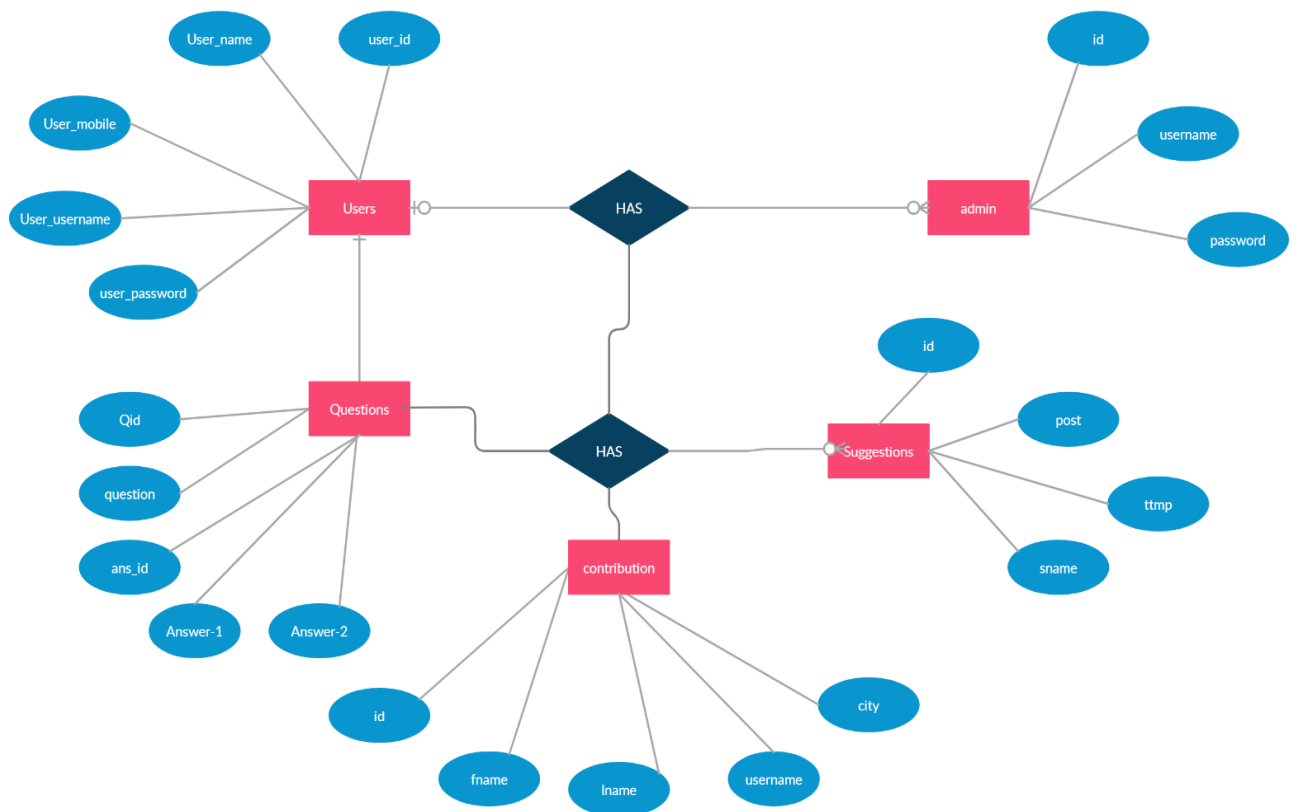 User_name
user_id
id
User_mobile
username
Users
HAS
admin
User_username
password
user_password
id
Qid
Questions
post
HAS
Suggestions
question
ttmp
ans_id
contribution
sname
Answer-1
Answer-2
city
id
fname
lname
username